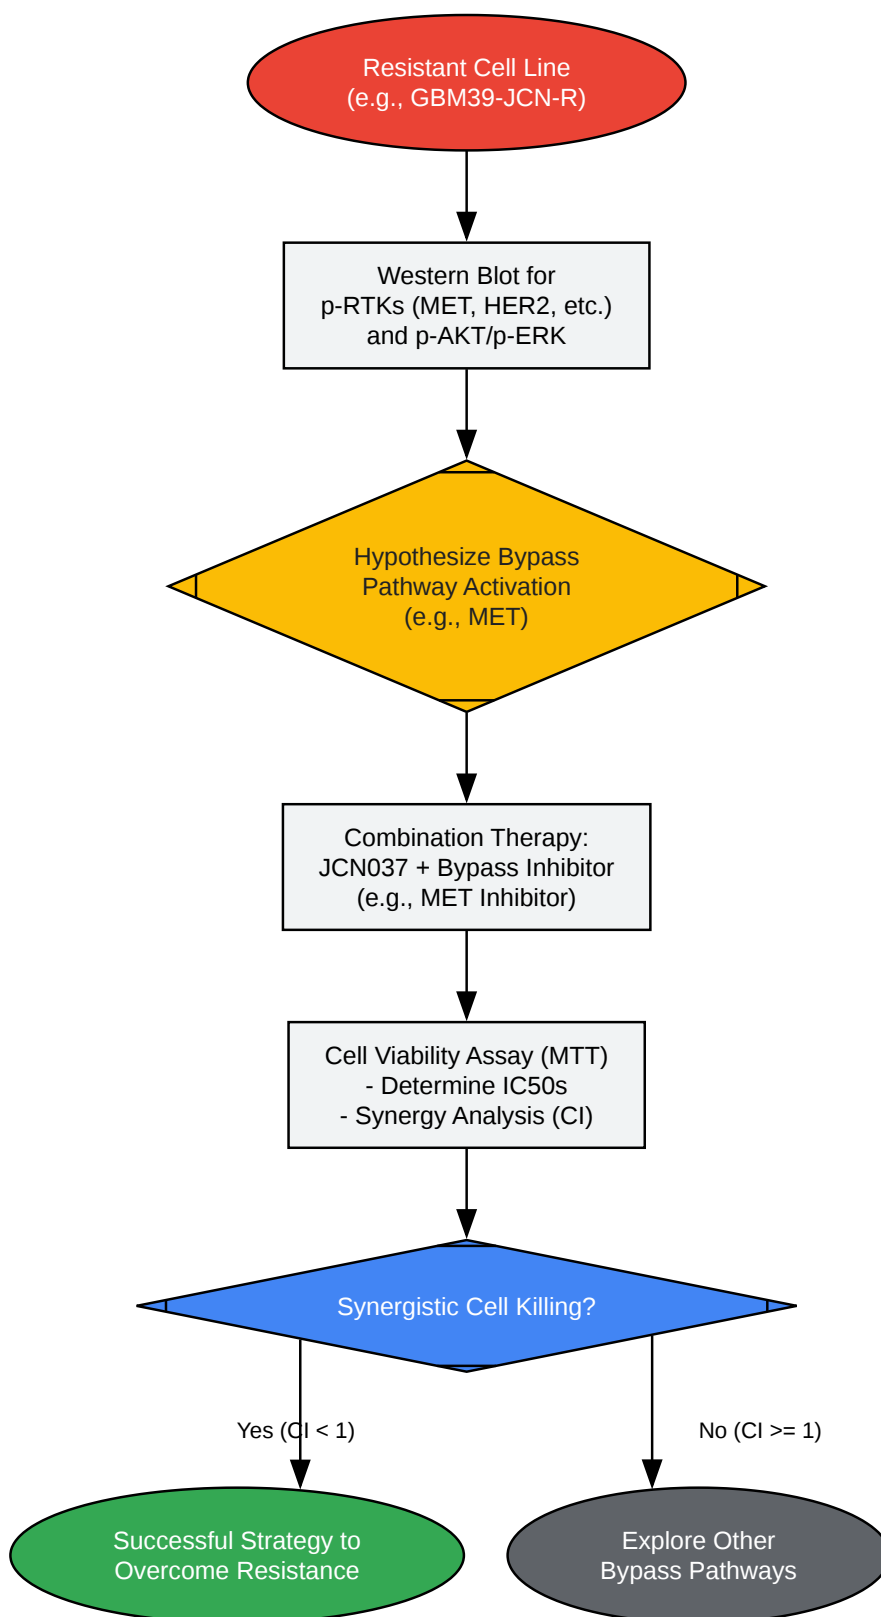 Resistant Cell Line
(e.g., GBM39-JCN-R)
Western Blot for
p-RTKs (MET, HER2, etc.)
and p-AKT/p-ERK
Hypothesize Bypass
Pathway Activation
(e.g., MET)
Combination Therapy:
JCN037 + Bypass Inhibitor
(e.g., MET Inhibitor)
Cell Viability Assay (MTT)
- Determine IC50s
- Synergy Analysis (CI)
Synergistic Cell Killing?
Yes (CI < 1)
No (CI >= 1)
Successful Strategy to
Overcome Resistance
Explore Other
Bypass Pathways